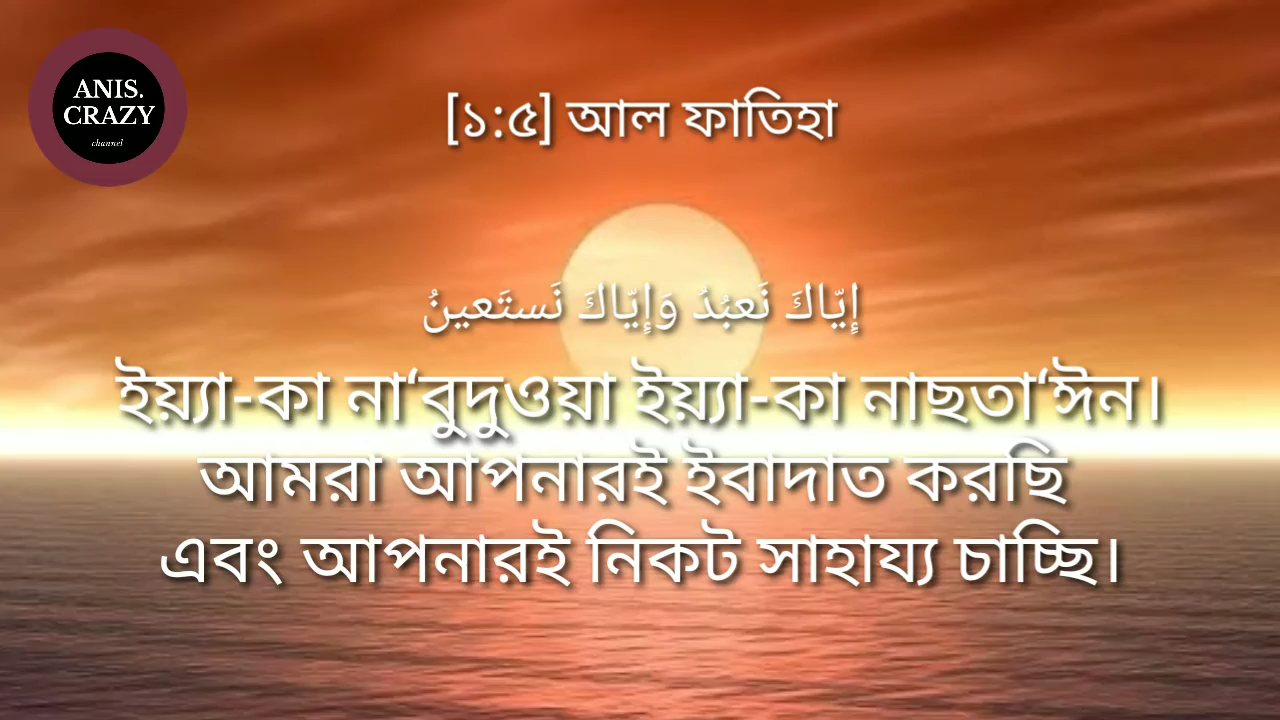 ANIS.
CRAZY
channel
[১:৫] আল ফাতিহা
إِيّاكَ نَعبُدُ وَإِيّاكَ نَستَعينُ
ইয়্যা-কা না‘বুদুওয়া ইয়্যা-কা নাছতা‘ঈন।
আমরা আপনারই ইবাদাত করছি
এবং আপনারই নিকট সাহায্য চাচ্ছি।